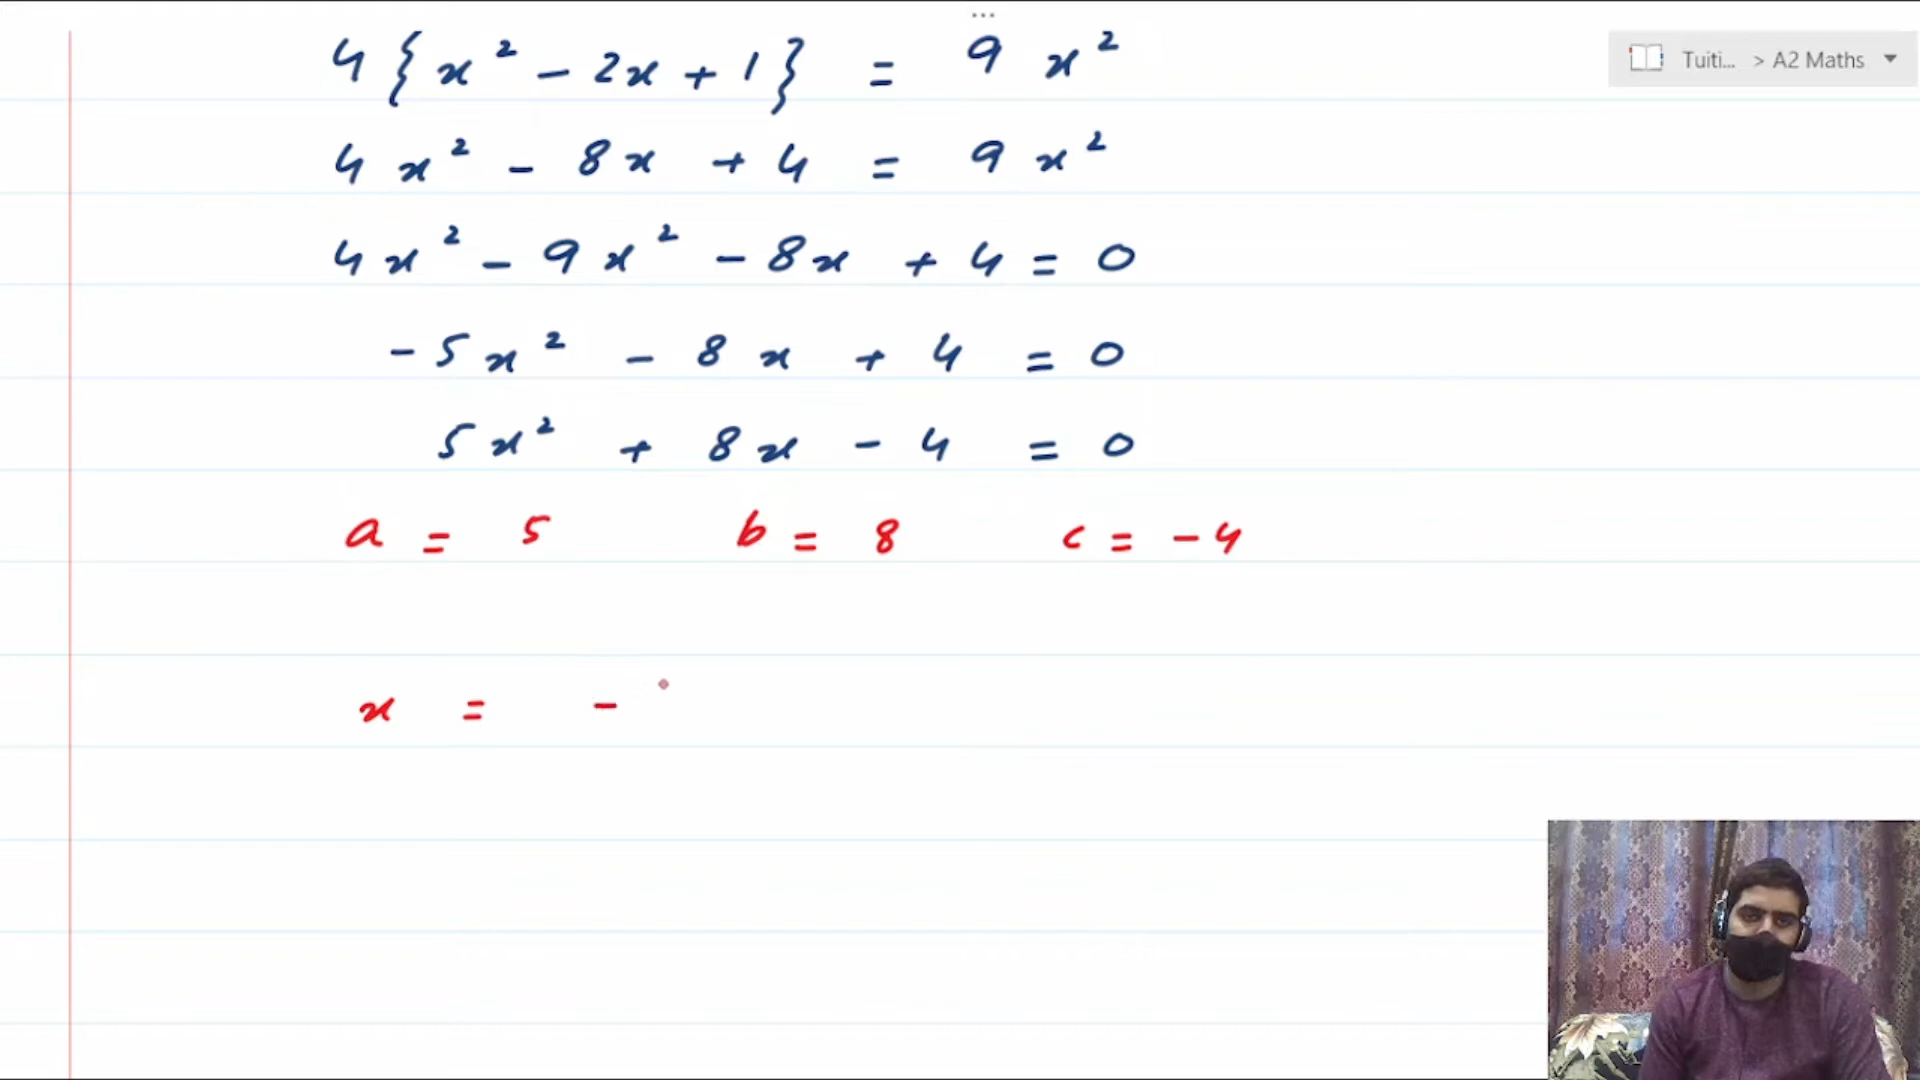 ...
4{x² - 2x + 1} = 9x²
Tuiti... > A2 Maths
4x² - 8x + 4 = 9x²
4x² - 9x² - 8x + 4 = 0
-5x² - 8x + 4 = 0
5x² + 8x - 4 = 0
a = 5 b = 8 c = -4
x = -